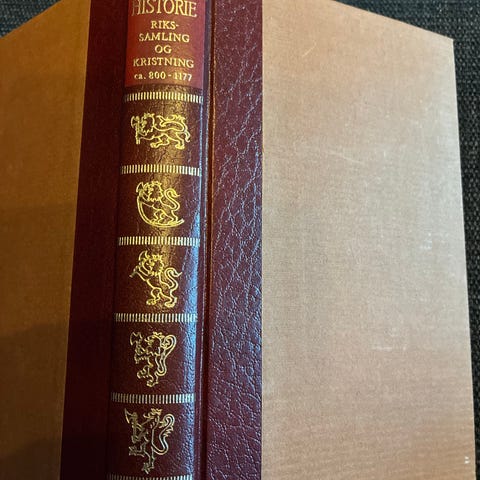 HISTORIE
RIKS-
SAMLING
OG
KRISTNING
ca. 800-1177